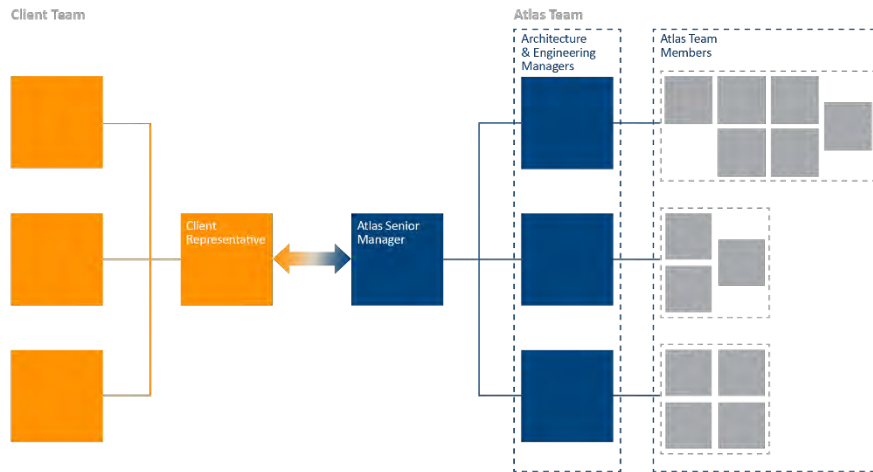 Client Team
Atlas Team
Architecture
& Engineering
Managers
Atlas Team
Members
Client
Representative
Atlas Senior
Manager